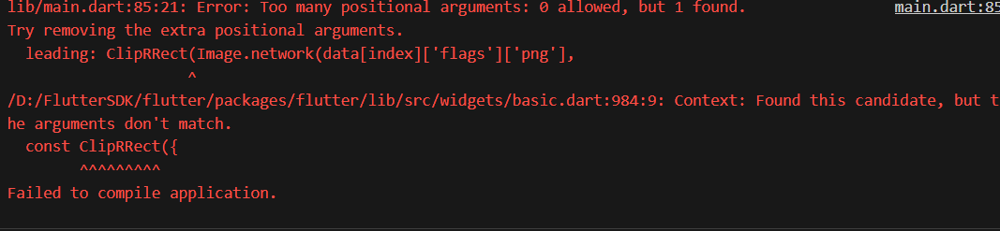 lib/main.dart:85:21: Error: Too many positional arguments: 0 allowed, but 1 found. main.dart:85
Try removing the extra positional arguments.
leading: ClipRRect(Image.network(data[index]['flags']['png'],
^
/D:/FlutterSDK/flutter/packages/flutter/lib/src/widgets/basic.dart:984:9: Context: Found this candidate, but t
he arguments don't match.
const ClipRRect({
^^^^^^^^^
Failed to compile application.